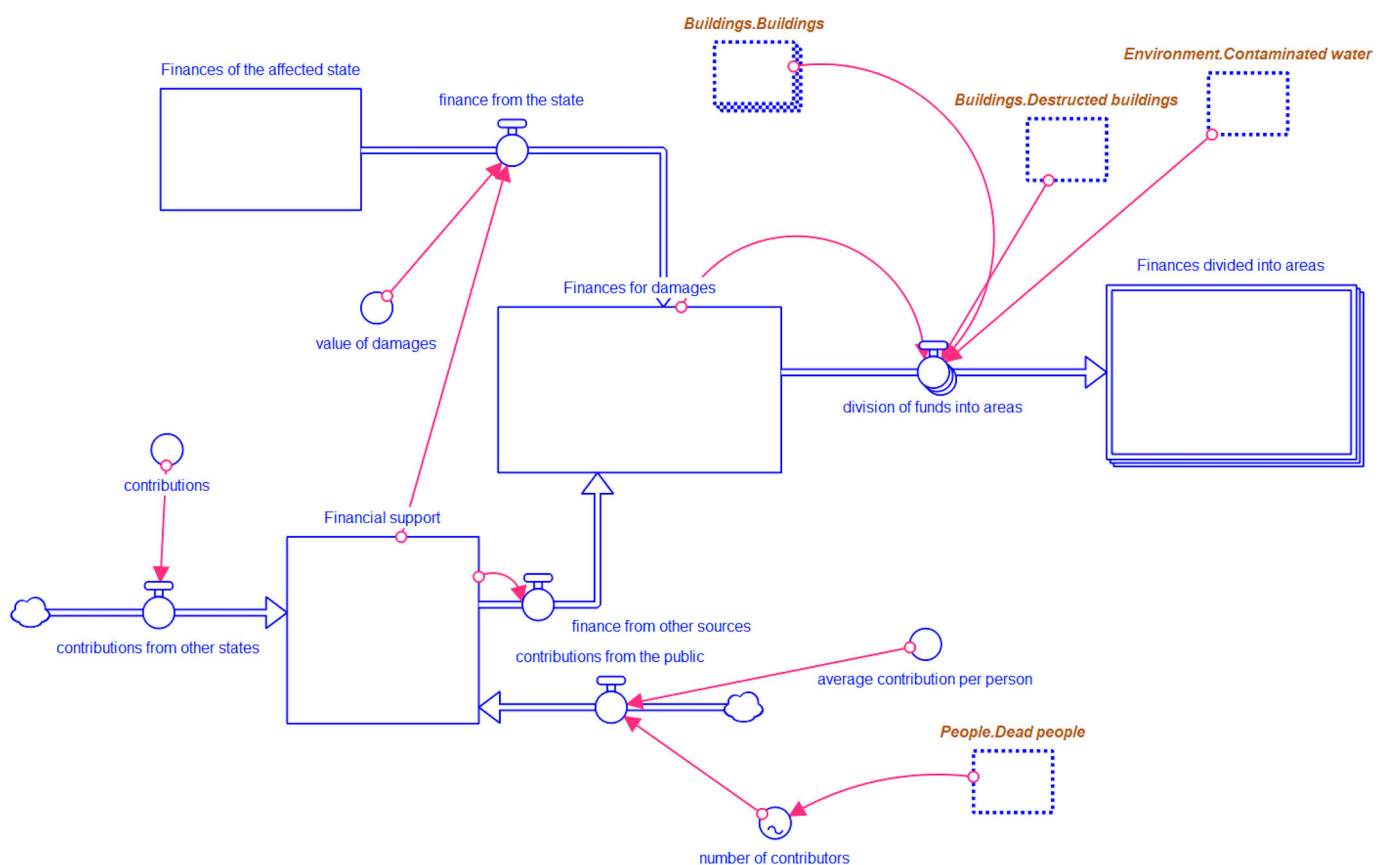 Buildings.Buildings
Environment.Contaminated water
Finances of the affected state
finance from the state
Buildings.Destructed buildings
Finances divided into areas
Finances for damages
value of damages
division of funds into areas
contributions
Financial support
finance from other sources
contributions from other states
contributions from the public
average contribution per person
People.Dead people
number of contributors